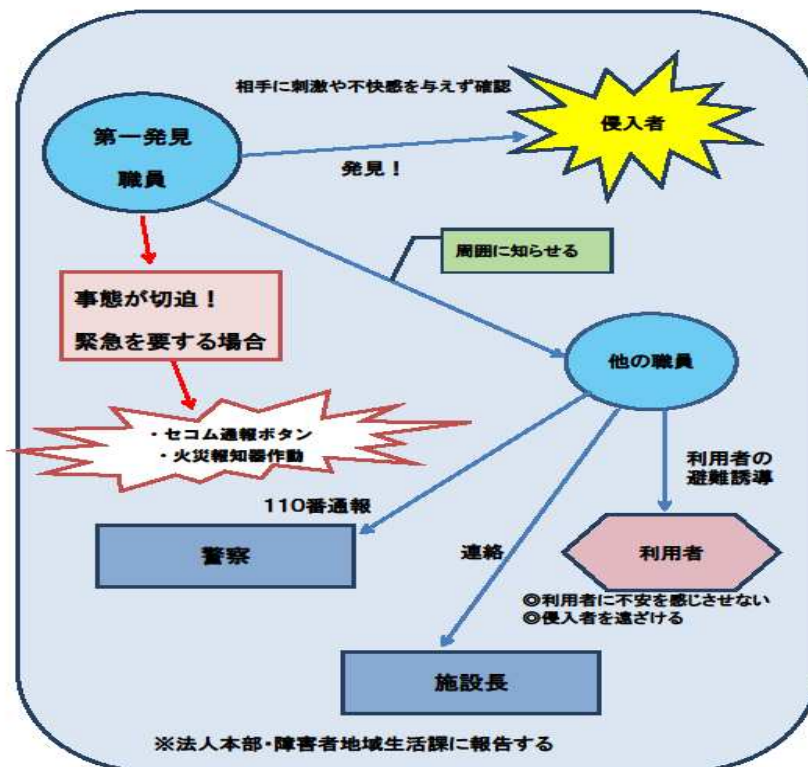 相手に刺激や不快感を与えず確認
第一発見
職員
侵入者
発見！
周囲に知らせる
事態が切迫！
緊急を要する場合
他の職員
・セコム通報ボタン
・火災報知器作動
利用者の
避難誘導
110番通報
警察
連絡
利用者
◎利用者に不安を感じさせない
◎侵入者を遠ざける
施設長
※法人本部・障害者地域生活課に報告する